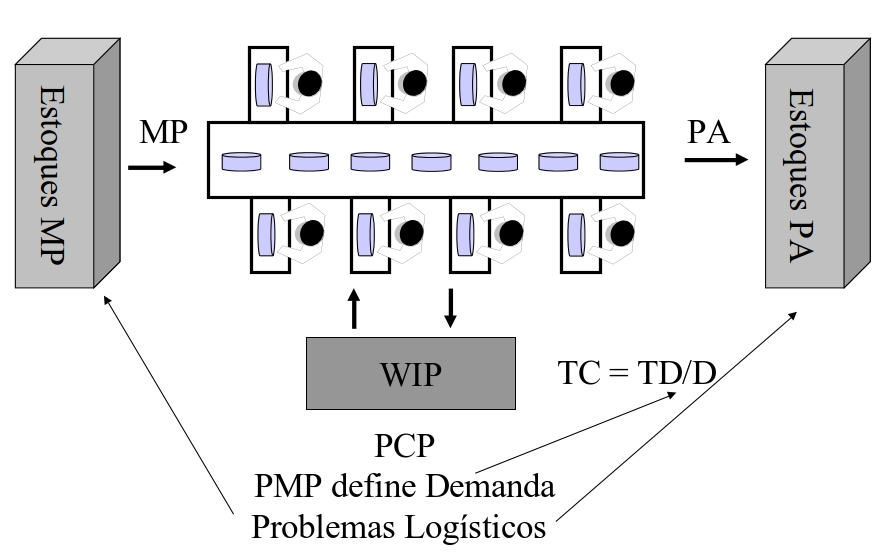 Estoques MP
MP
PA
Estoques PA
WIP
TC = TD/D
PCP
PMP define Demanda
Problemas Logísticos